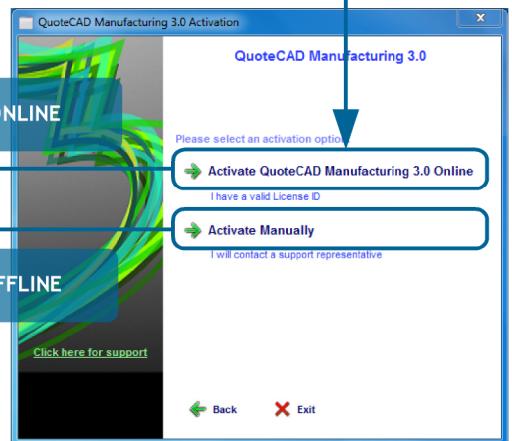 QuoteCAD Manufacturing 3.0 Activation
x
QuoteCAD Manufacturing 3.0
NLINE
Please select an activation option
Activate QuoteCAD Manufacturing 3.0 Online
I have a valid License ID
Activate Manually
I will contact a support representative
FFLINE
Click here for support
Back
Exit